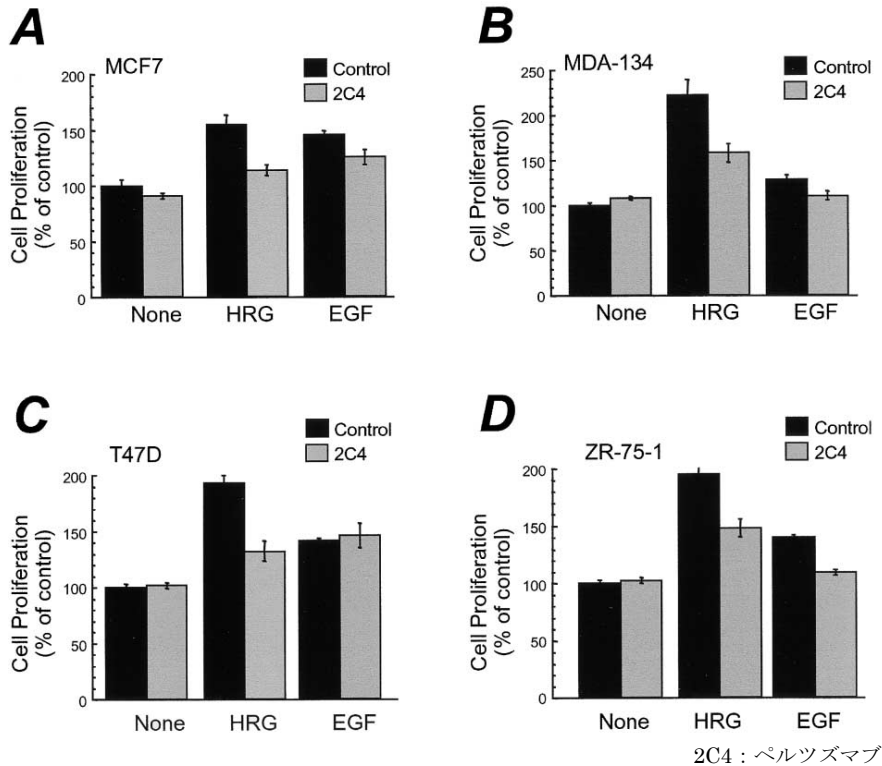 A
MCF7
Control
2C4
Cell Proliferation
(% of control)
200
150
100
50
0
None HRG EGF
B
MDA-134
Control
2C4
Cell Proliferation
(% of control)
250
200
150
100
50
0
None HRG EGF
C
T47D
Control
2C4
Cell Proliferation
(% of control)
200
150
100
50
0
None HRG EGF
D
ZR-75-1
Control
2C4
Cell Proliferation
(% of control)
200
150
100
50
0
None HRG EGF
2C4：ペルツズマブ